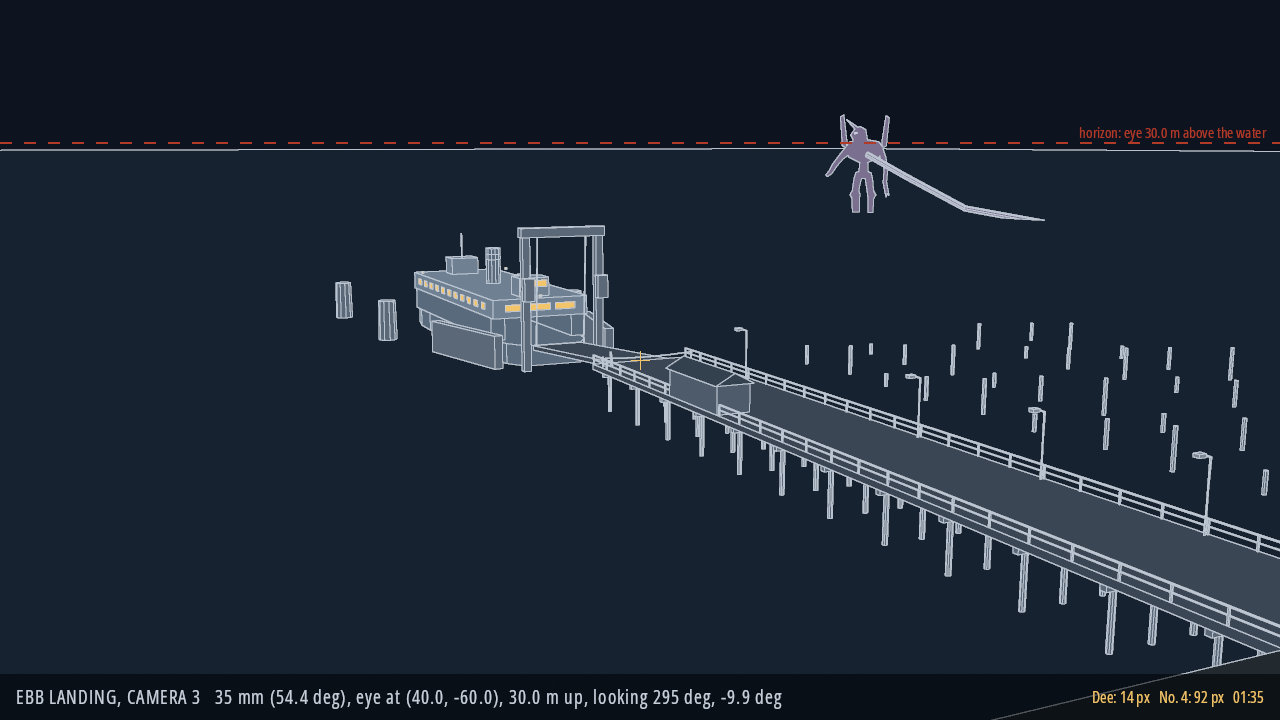 horizon: eye 30.0 m above the water
EBB LANDING, CAMERA 3 35 mm (54.4 deg), eye at (40.0, -60.0), 30.0 m up, looking 295 deg, -9.9 deg
Dee: 14 px No. 4: 92 px 01:35